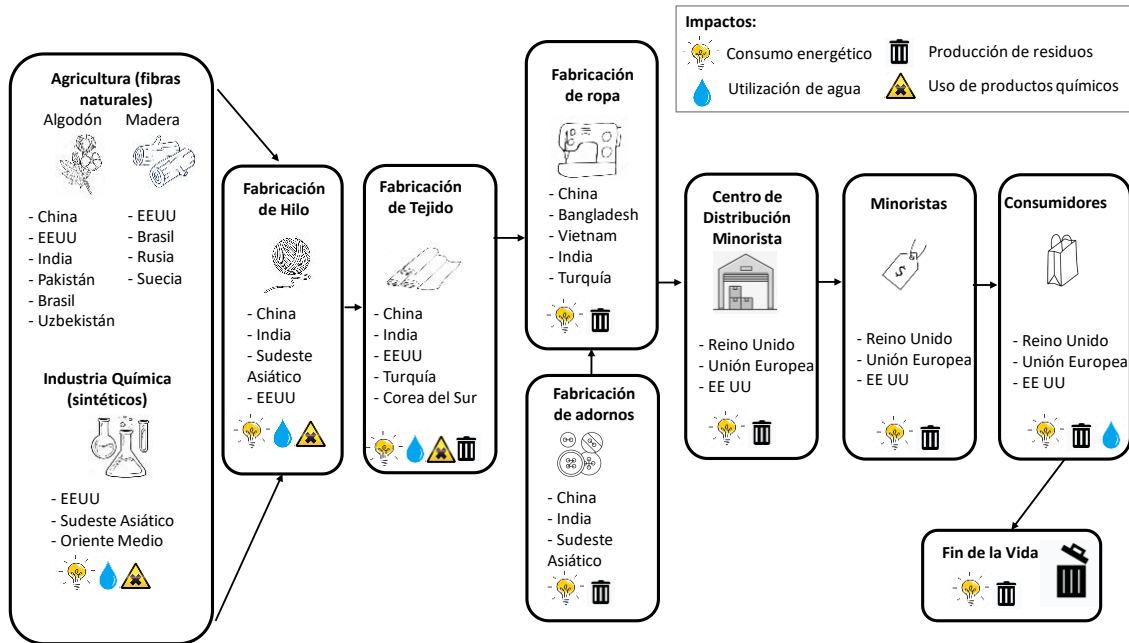 Impactos:
Consumo energético
Producción de residuos
Utilización de agua
Uso de productos químicos
Agricultura (fibras
naturales)
Algodón
Madera
- China
- EEUU
- India
- Pakistán
- Brasil
- Uzbekistán
- EEUU
- Brasil
- Rusia
- Suecia
Industria Química
(sintéticos)
- EEUU
- Sudeste Asiático
- Oriente Medio
Fabricación
de Hilo
- China
- India
- Sudeste
Asiático
- EEUU
Fabricación
de Tejido
- China
- India
- EEUU
- Turquía
- Corea del Sur
Fabricación
de ropa
- China
- Bangladesh
- Vietnam
- India
- Turquía
Fabricación
de adornos
- China
- India
- Sudeste
Asiático
Centro de
Distribución
Minorista
- Reino Unido
- Unión Europea
- EE UU
Minoristas
$
- Reino Unido
- Unión Europea
- EE UU
Consumidores
- Reino Unido
- Unión Europea
- EE UU
Fin de la Vida